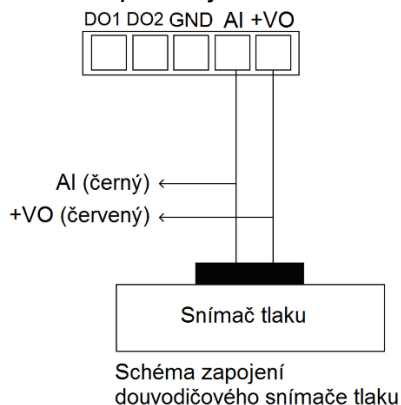 DO1 DO2 GND AI +VO
AI (černý)
+VO (červený)
Snímač tlaku
Schéma zapojení
douvodičového snímače tlaku